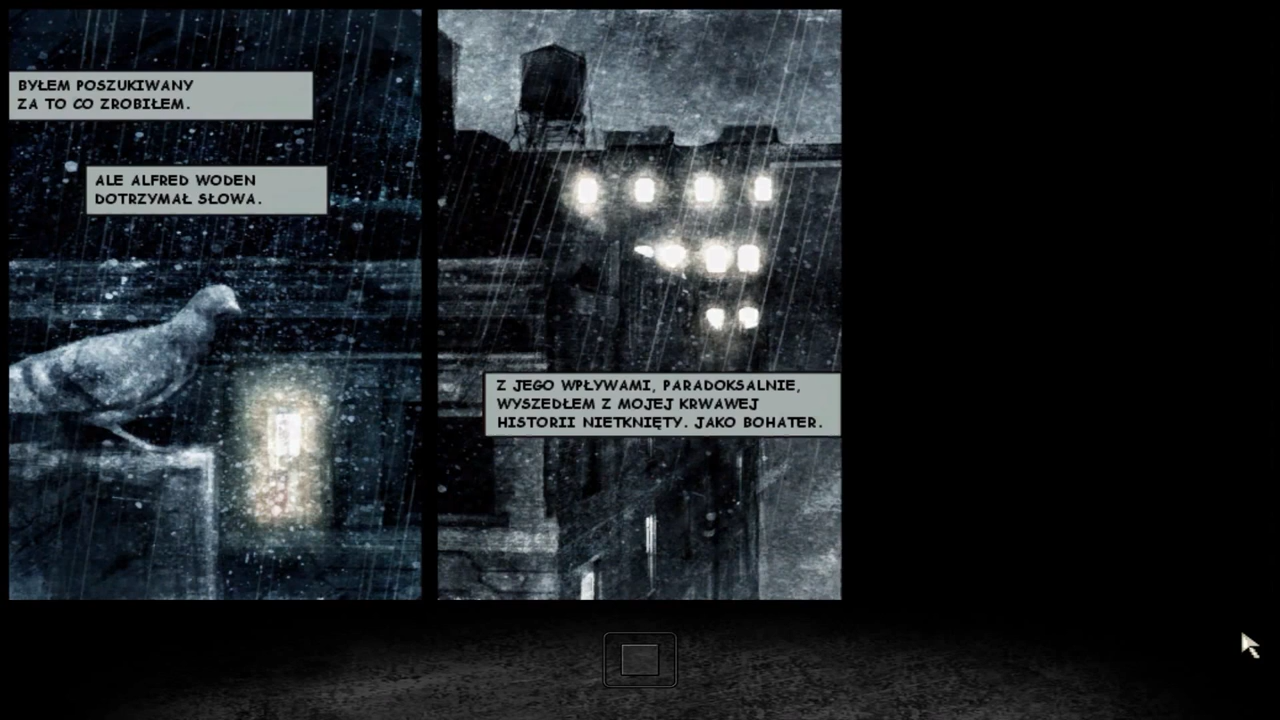 BYŁEM POSZUKIWANY
ZA TO CO ZROBIŁEM.
ALE ALFRED WODEN
DOTRZYMAŁ SŁOWA.
Z JEGO WPŁYWAMI, PARADOKSALNIE,
WYSZEDŁEM Z MOJEJ KRWAWEJ
HISTORII NIETKNIĘTY. JAKO BOHATER.